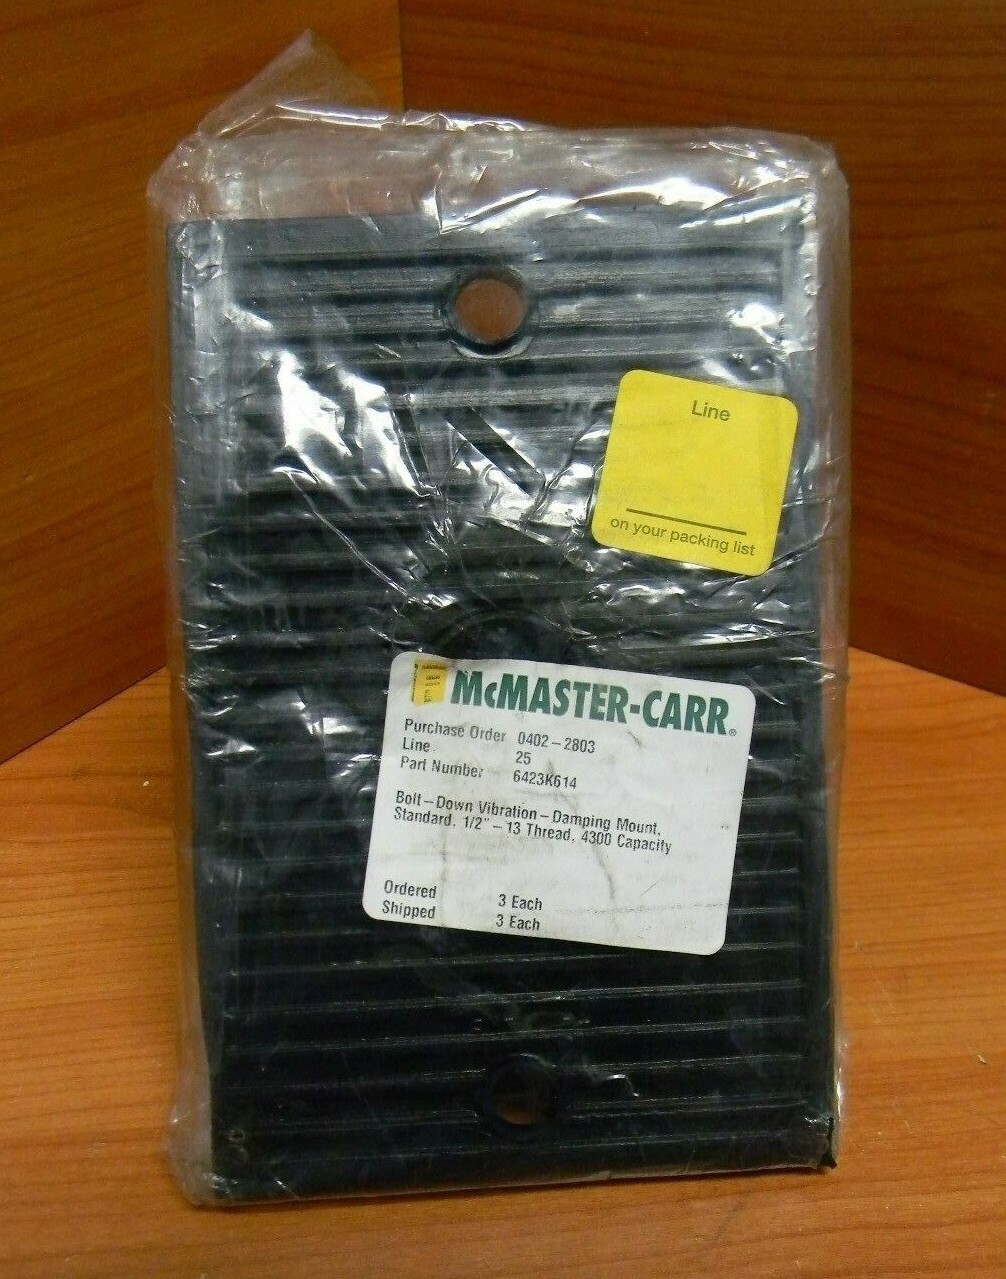 Line
on your packing list
McMASTER-CARR®
Purchase Order 0402-2803
Line 25
Part Number 6423K614
Bolt-Down Vibration-Damping Mount,
Standard, 1/2"-13 Thread, 4300 Capacity
Ordered 3 Each
Shipped 3 Each